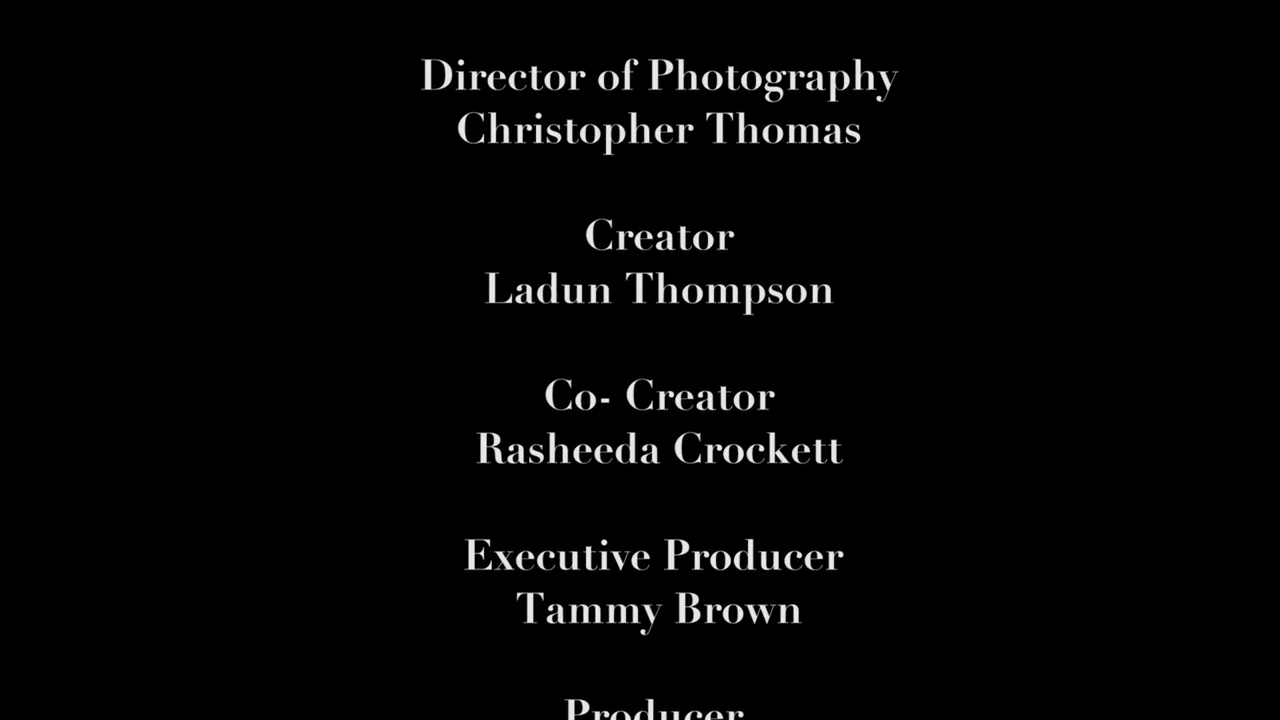 Director of Photography
Christopher Thomas
Creator
Ladun Thompson
Co- Creator
Rasheeda Crockett
Executive Producer
Tammy Brown
Producer